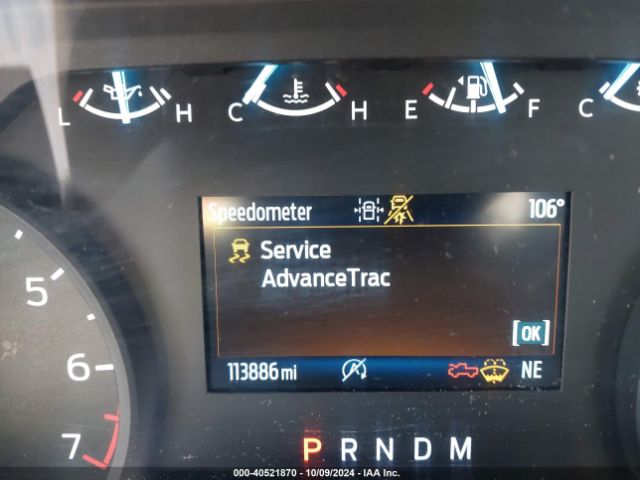 L H C H E F C
Speedometer 106°
Service
AdvanceTrac
[OK]
5
113886 mi NE
6
7
P R N D M
000-40521870 - 10/09/2024 - IAA Inc.